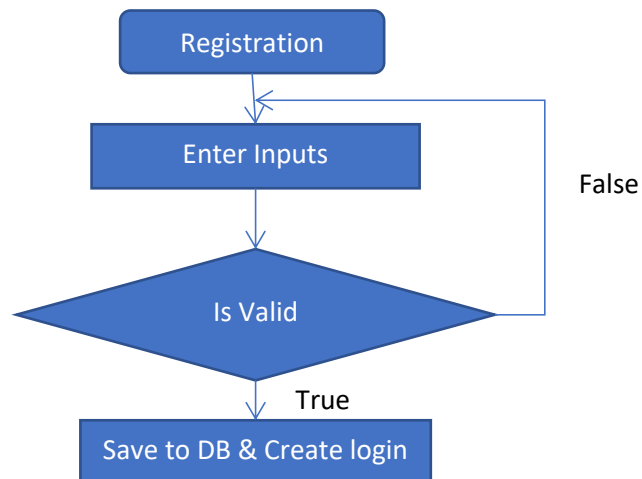 Registration
Enter Inputs
False
Is Valid
True
Save to DB & Create login